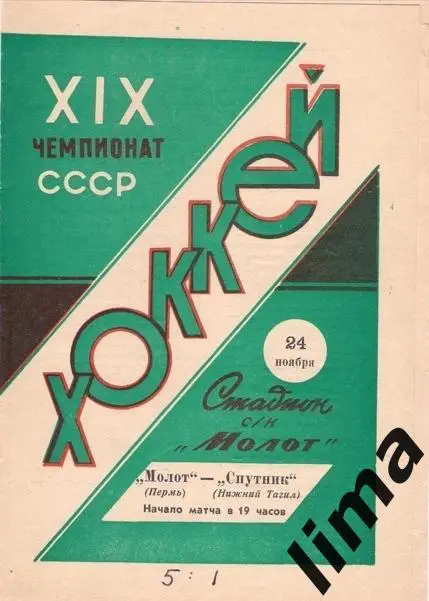 XIX
ЧЕМПИОНАТ
СССР
ХОККЕЙ
24
ноября
Стадион
с/к
„Молот"
„Молот" — „Спутник"
(Пермь) (Нижний Тагил)
Начало матча в 19 часов
5:1
lima